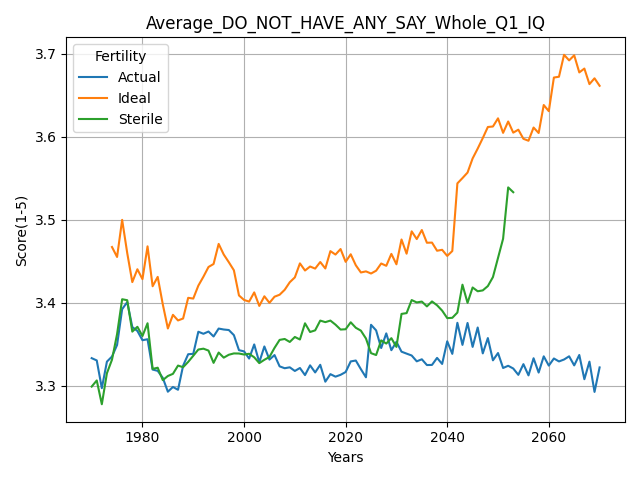 Average_DO_NOT_HAVE_ANY_SAY_Whole_Q1_IQ
Fertility
Actual
Ideal
Sterile
Score(1-5)
3.7
3.6
3.5
3.4
3.3
1980 2000 2020 2040 2060
Years